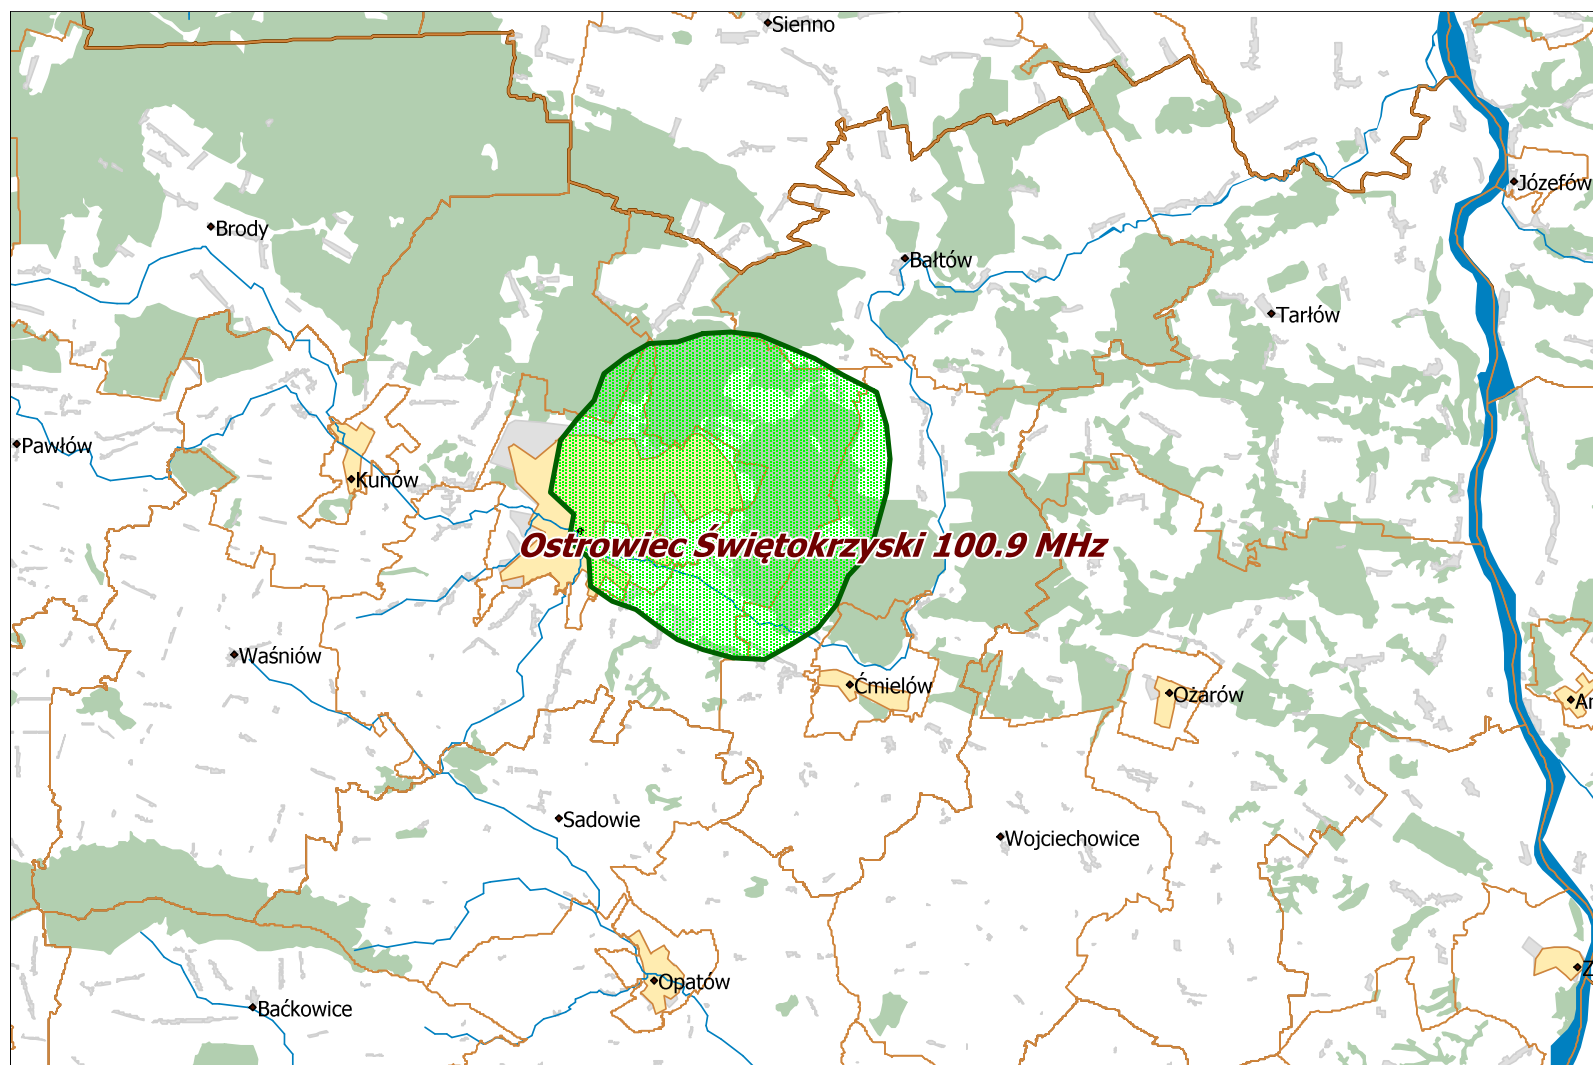 Sienno
Józefów
Brody
Bałtów
Tarłów
Pawłów
Kunów
Ostrowiec Świętokrzyski 100.9 MHz
Waśniów
Ćmielów
Ożarów
Sadowie
Wojciechowice
Opatów
Baćkowice